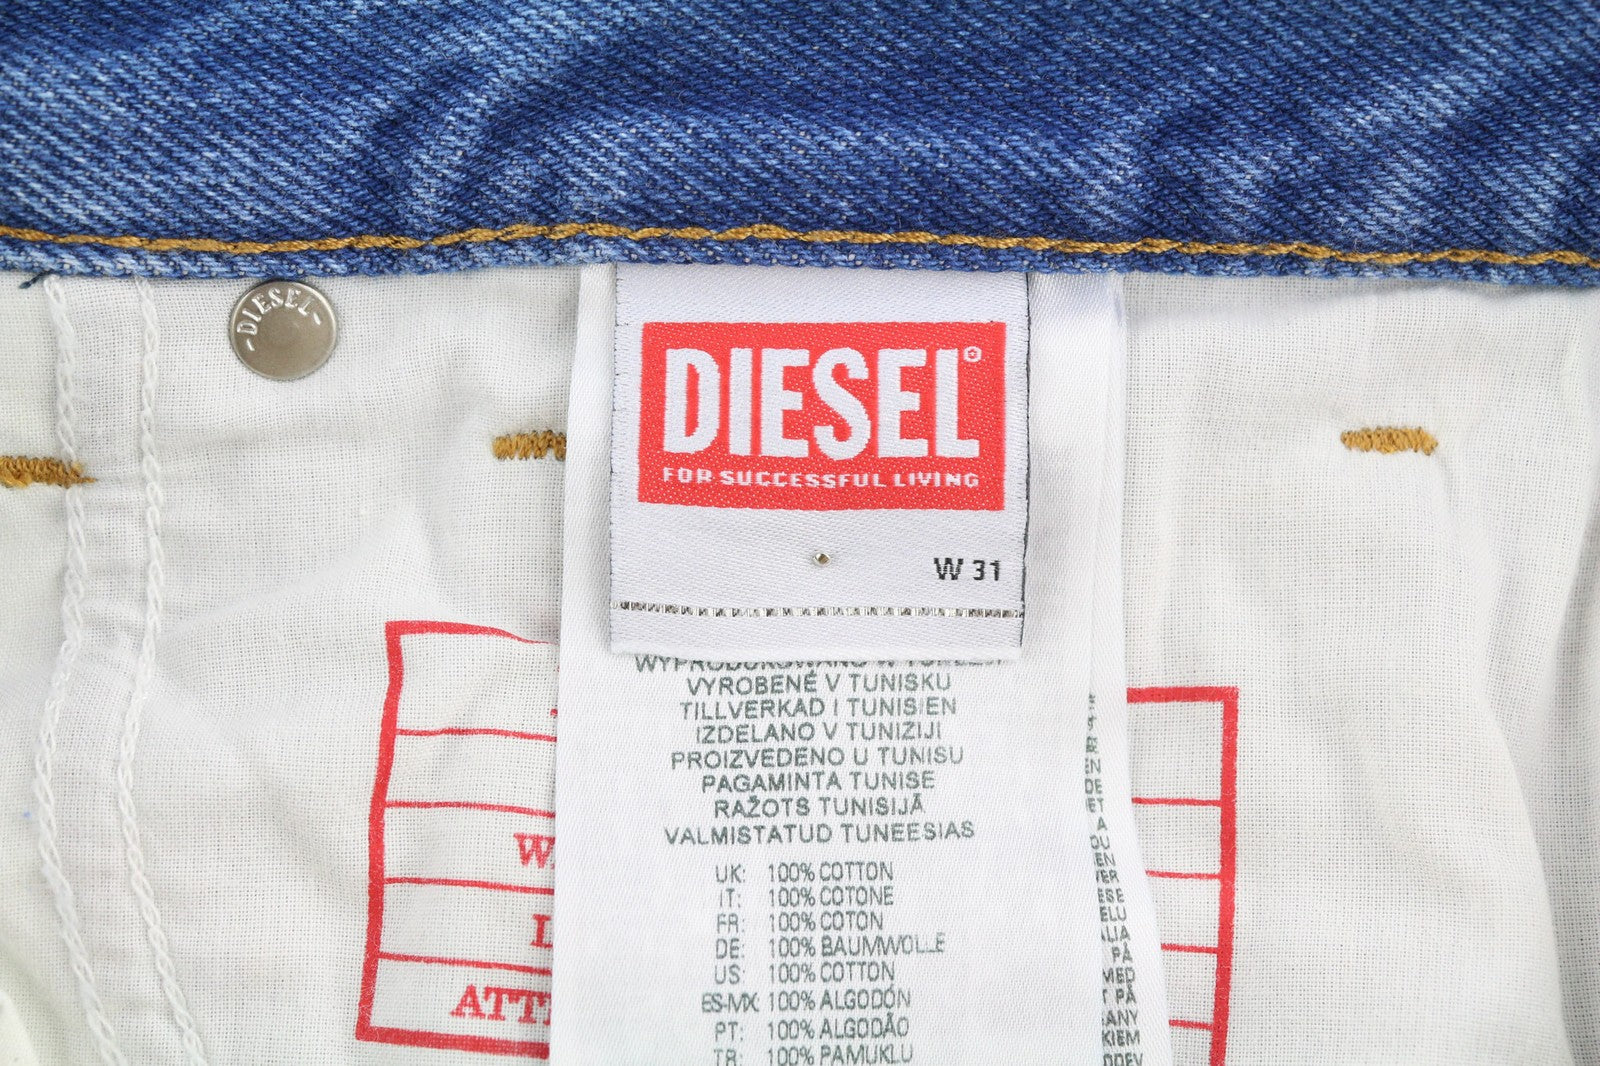 -DIESEL-
DIESEL
FOR SUCCESSFUL LIVING
W 31
VYROBENÉ V TUNISKU
TILLVERKAD I TUNISIEN
IZDELANO V TUNIZIJI
PROIZVEDENO U TUNISU
PAGAMINTA TUNISE
RAŽOTS TUNISIJĀ
VALMISTATUD TUNEESIAS
UK: 100% COTTON
IT: 100% COTONE
FR: 100% COTON
DE: 100% BAUMWOLLE
US: 100% COTTON
ES-MX: 100% ALGODÓN
PT: 100% ALGODÃO
TR: 100% PAMUKLU